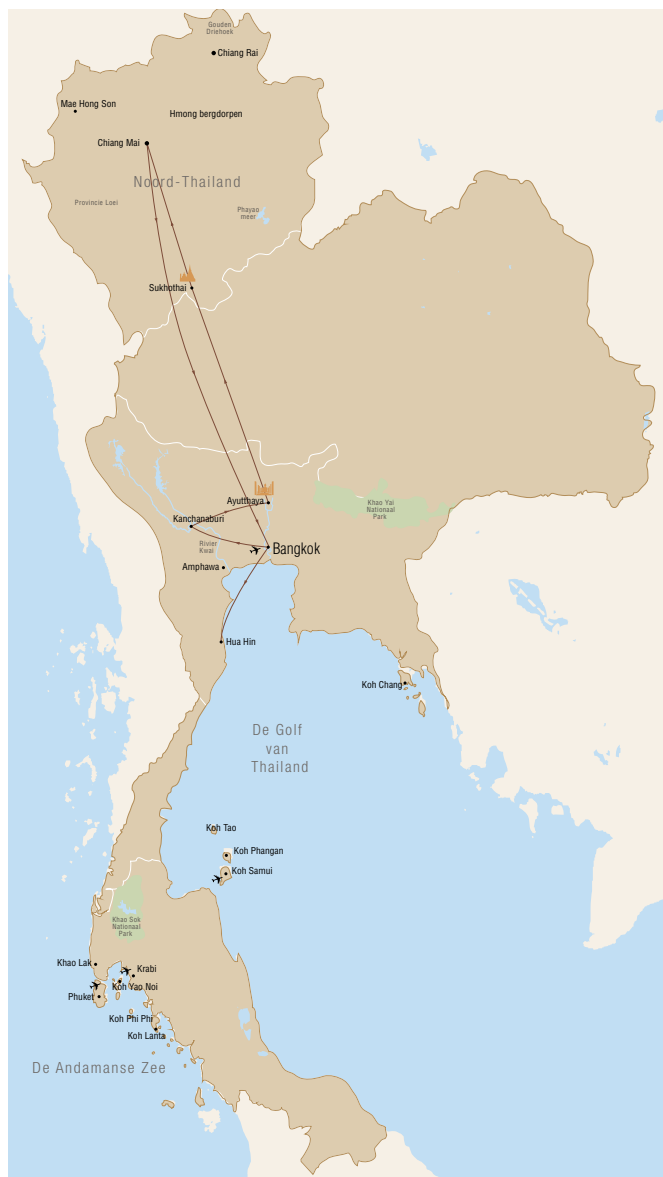 Gouden
Driehoek
Chiang Rai
Mae Hong Son
Hmong bergdorpen
Chiang Mai
Noord-Thailand
Provincie Loei
Phayao
meer
Sukhothai
Ayutthaya
Khao Yai
Nationaal
Park
Kanchanaburi
Rivier
Kwai
Bangkok
Amphawa
Hua Hin
Koh Chang
De Golf
van
Thailand
Koh Tao
Koh Phangan
Koh Samui
Khao Sok
Nationaal
Park
Khao Lak
Krabi
Koh Yao Noi
Phuket
Koh Phi Phi
Koh Lanta
De Andamanse Zee